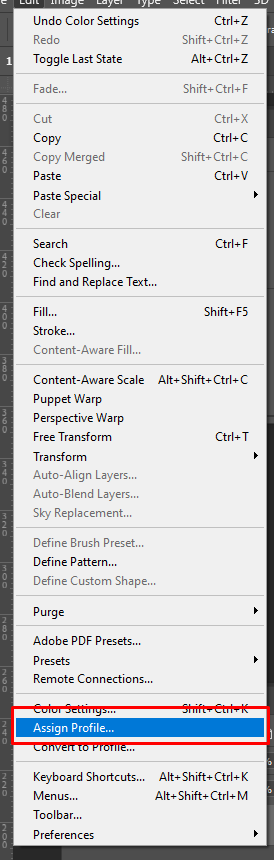 Edit Image Layer Type Select Filter 3D
Undo Color Settings Ctrl+Z
Redo Shift+Ctrl+Z
Toggle Last State Alt+Ctrl+Z
Fade... Shift+Ctrl+F
Cut Ctrl+X
Copy Ctrl+C
Copy Merged Shift+Ctrl+C
Paste Ctrl+V
Paste Special
Clear
Search Ctrl+F
Check Spelling...
Find and Replace Text...
Fill... Shift+F5
Stroke...
Content-Aware Fill...
Content-Aware Scale Alt+Shift+Ctrl+C
Puppet Warp
Perspective Warp
Free Transform Ctrl+T
Transform
Auto-Align Layers...
Auto-Blend Layers...
Sky Replacement...
Define Brush Preset...
Define Pattern...
Define Custom Shape...
Purge
Adobe PDF Presets...
Presets
Remote Connections...
Color Settings... Shift+Ctrl+K
Assign Profile...
Convert to Profile...
Keyboard Shortcuts... Alt+Shift+Ctrl+K
Menus... Alt+Shift+Ctrl+M
Toolbar...
Preferences